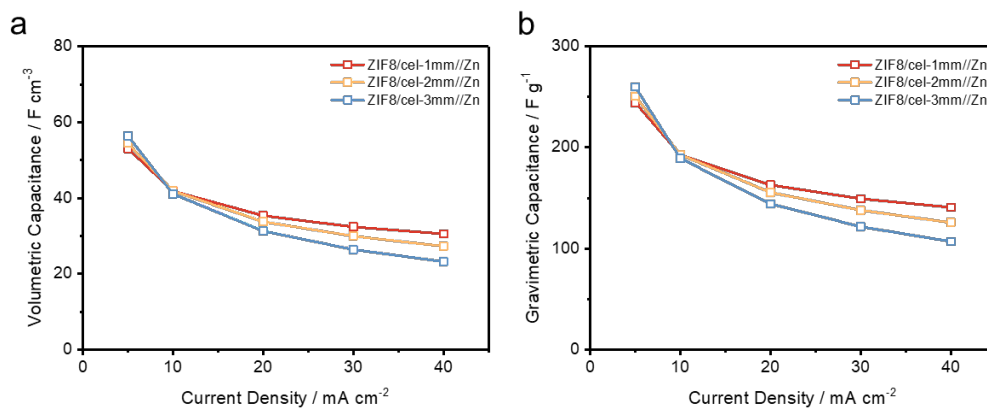 a
80
60
40
20
0
Volumetric Capacitance / F cm⁻³
ZIF8/cel-1mm//Zn
ZIF8/cel-2mm//Zn
ZIF8/cel-3mm//Zn
0 10 20 30 40
Current Density / mA cm⁻²
b
300
200
100
0
Gravimetric Capacitance / F g⁻¹
ZIF8/cel-1mm//Zn
ZIF8/cel-2mm//Zn
ZIF8/cel-3mm//Zn
0 10 20 30 40
Current Density / mA cm⁻²